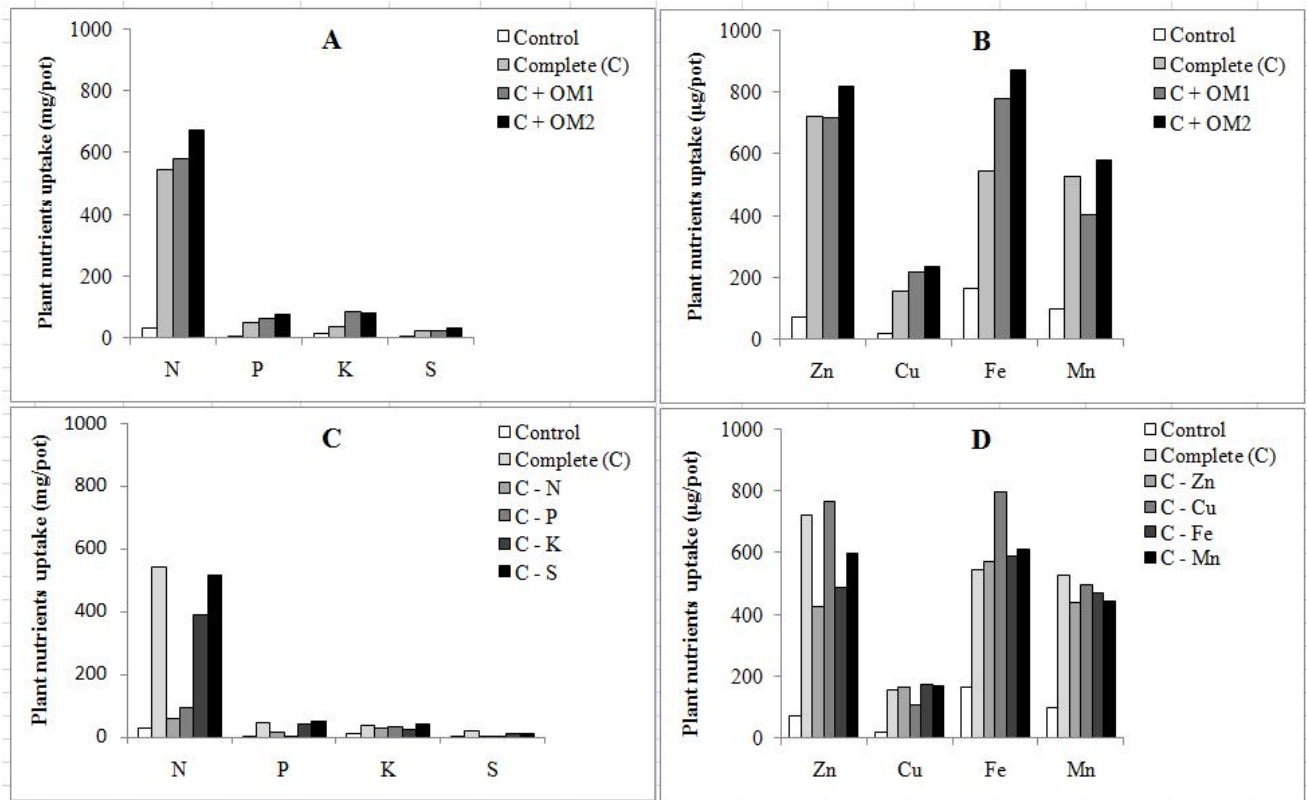 A
Plant nutrients uptake (mg/pot)
1000
800
600
400
200
0
N P K S
Control
Complete (C)
C + OM1
C + OM2
B
Plant nutrients uptake (µg/pot)
1000
800
600
400
200
0
Zn Cu Fe Mn
Control
Complete (C)
C + OM1
C + OM2
C
Plant nutrients uptake (mg/pot)
1000
800
600
400
200
0
N P K S
Control
Complete (C)
C - N
C - P
C - K
C - S
D
Plant nutrients uptake (µg/pot)
1000
800
600
400
200
0
Zn Cu Fe Mn
Control
Complete (C)
C - Zn
C - Cu
C - Fe
C - Mn